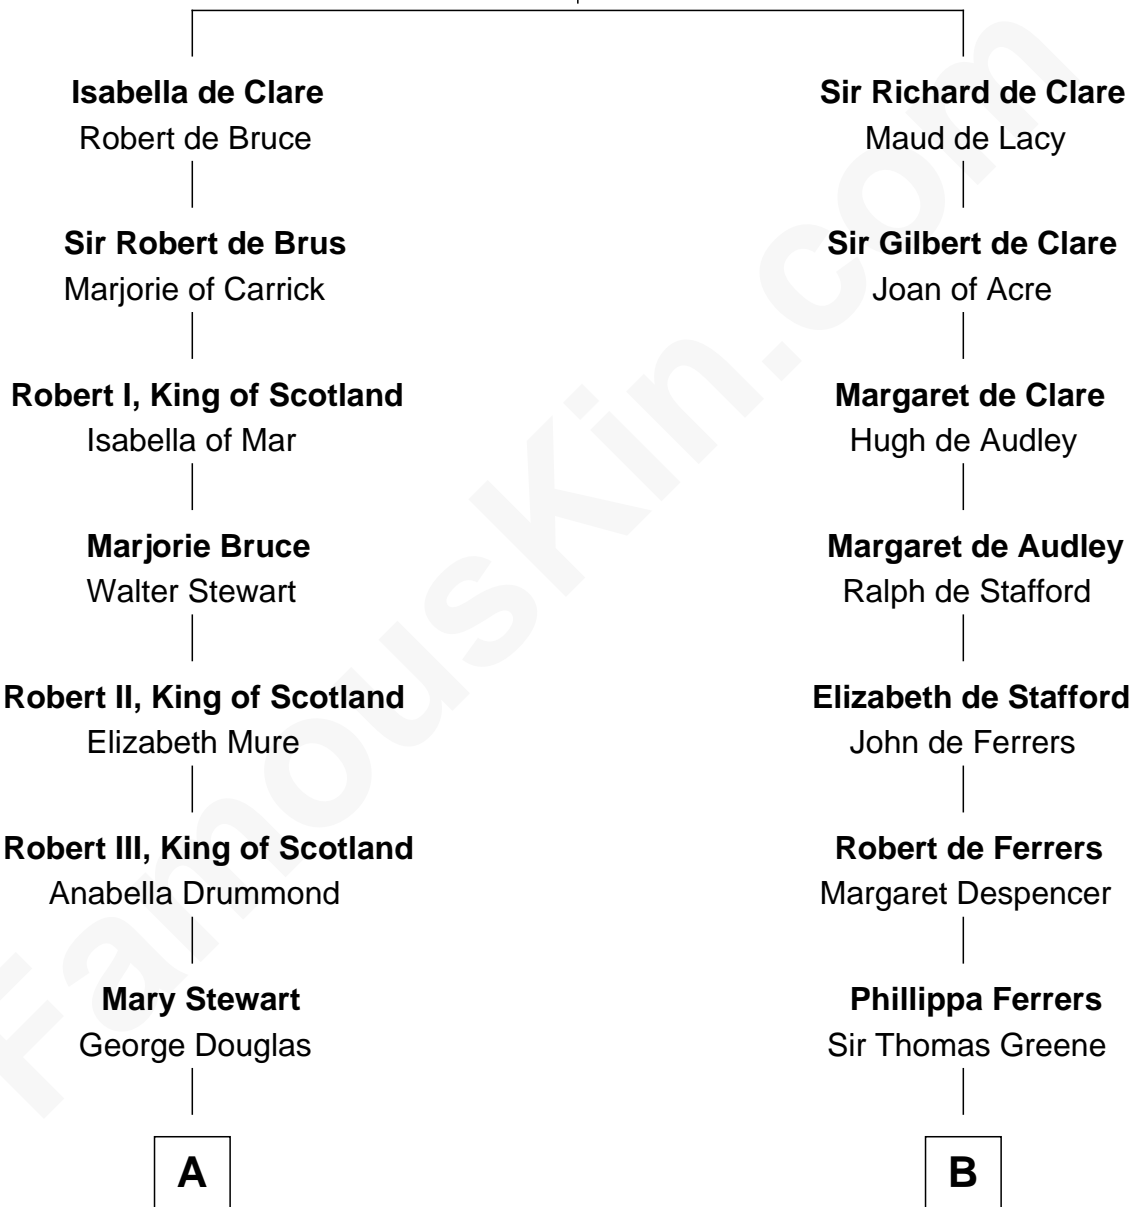 Isabella de Clare
Robert de Bruce
Sir Robert de Brus
Marjorie of Carrick
Robert I, King of Scotland
Isabella of Mar
Marjorie Bruce
Walter Stewart
Robert II, King of Scotland
Elizabeth Mure
Robert III, King of Scotland
Anabella Drummond
Mary Stewart
George Douglas
A
Sir Richard de Clare
Maud de Lacy
Sir Gilbert de Clare
Joan of Acre
Margaret de Clare
Hugh de Audley
Margaret de Audley
Ralph de Stafford
Elizabeth de Stafford
John de Ferrers
Robert de Ferrers
Margaret Despencer
Phillippa Ferrers
Sir Thomas Greene
B
FamousKin.com